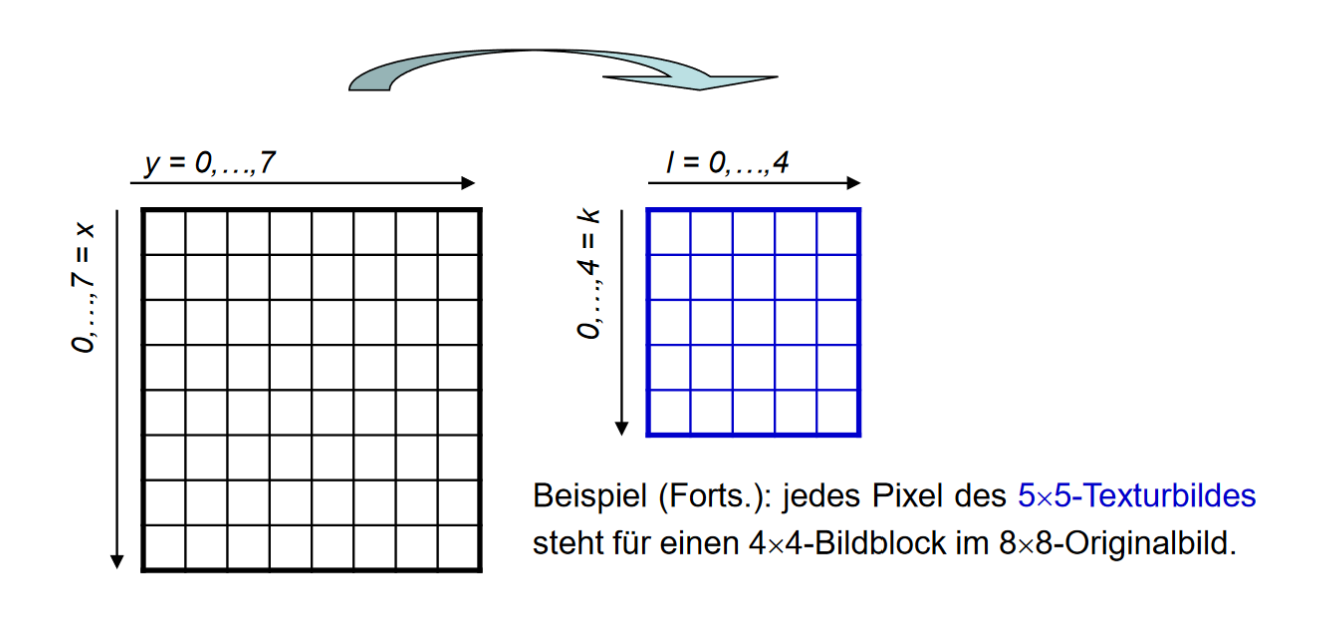 y = 0,…,7
0,…,7 = x
l = 0,…,4
0,…,4 = k
Beispiel (Forts.): jedes Pixel des 5×5-Texturbildes
steht für einen 4×4-Bildblock im 8×8-Originalbild.